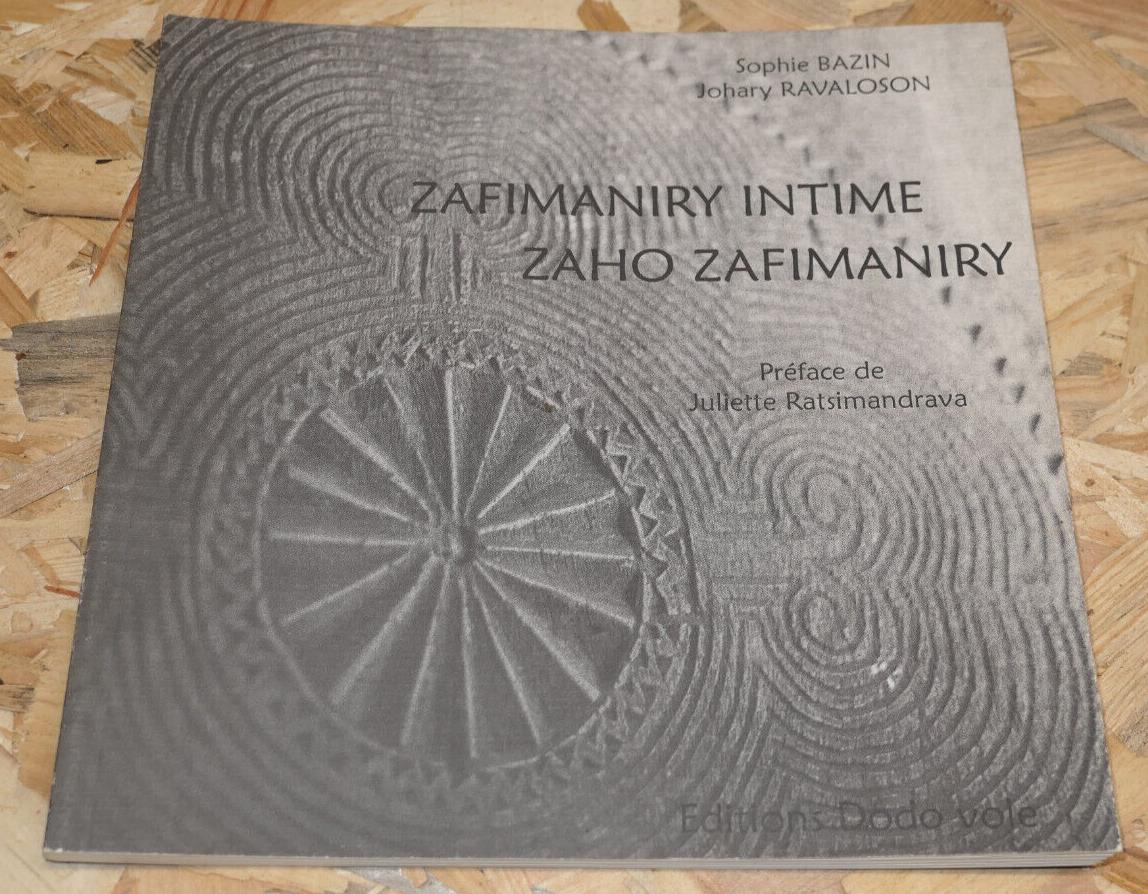 Sophie BAZIN
Johary RAVALOSON
ZAFIMANIRY INTIME
ZAHO ZAFIMANIRY
Préface de
Juliette Ratsimandrava
Editions Dodo vole